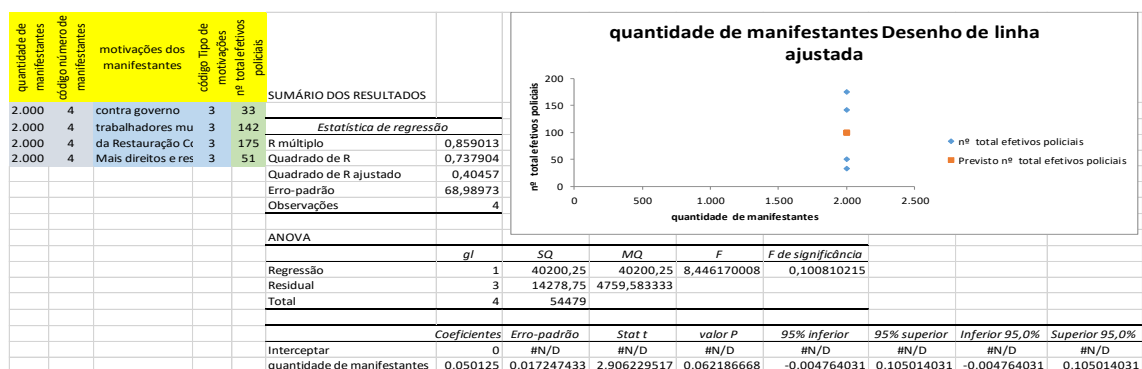 quantidade de manifestantes
código número de manifestantes
motivações dos manifestantes
código Tipo de motivações
nº total efetivos policiais
2.000 4 contra governo 3 33
2.000 4 trabalhadores mu 3 142
2.000 4 da Restauração Co 3 175
2.000 4 Mais direitos e res 3 51
SUMÁRIO DOS RESULTADOS
Estatística de regressão
R múltiplo 0,859013
Quadrado de R 0,737904
Quadrado de R ajustado 0,40457
Erro-padrão 68,98973
Observações 4
quantidade de manifestantes Desenho de linha
ajustada
nº total efetivos policiais
200
150
100
50
0
0 500 1.000 1.500 2.000 2.500
quantidade de manifestantes
nº total efetivos policiais
Previsto nº total efetivos policiais
ANOVA
gl SQ MQ F F de significância
Regressão 1 40200,25 40200,25 8,446170008 0,100810215
Residual 3 14278,75 4759,583333
Total 4 54479
Coeficientes Erro-padrão Stat t valor P 95% inferior 95% superior Inferior 95,0% Superior 95,0%
Interceptar 0 #N/D #N/D #N/D #N/D #N/D #N/D #N/D
quantidade de manifestantes 0,050125 0,017247433 2,906229517 0,062186668 -0,004764031 0,105014031 -0,004764031 0,105014031